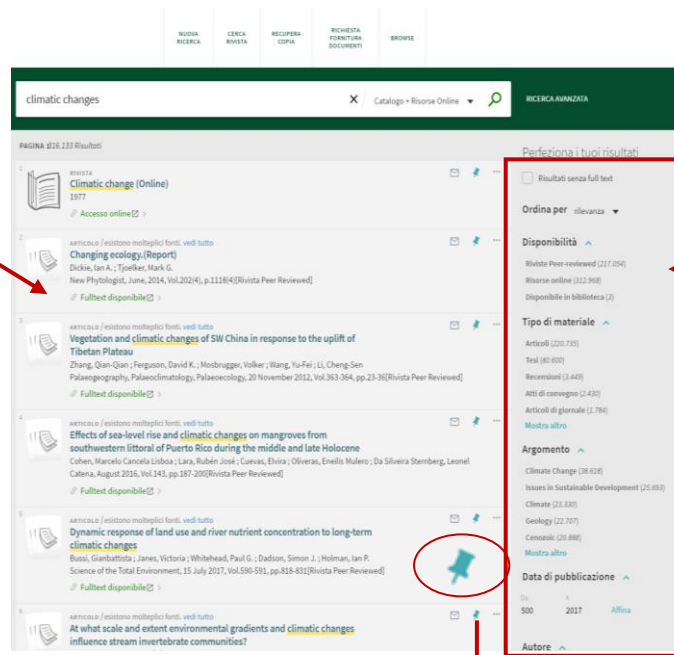 NUOVA RICERCA
CERCA RIVISTA
RECUPERA COPIA
RICHIESTA FORNITURA DOCUMENTI
BROWSE
climatic changes
Catalogo + Risorse Online
RICERCA AVANZATA
PAGINA 1
316.133 Risultati
1
RIVISTA
Climatic change (Online)
1977
Accesso online
2
ARTICOLO / esistono molteplici fonti. vedi tutto
Changing ecology.(Report)
Dickie, Ian A. ; Tjoelker, Mark G.
New Phytologist, June, 2014, Vol.202(4), p.1118(4)[Rivista Peer Reviewed]
Fulltext disponibile
3
ARTICOLO / esistono molteplici fonti. vedi tutto
Vegetation and climatic changes of SW China in response to the uplift of
Tibetan Plateau
Zhang, Qian-Qian ; Ferguson, David K. ; Mosbrugger, Volker ; Wang, Yu-Fei ; Li, Cheng-Sen
Palaeogeography, Palaeoclimatology, Palaeoecology, 20 November 2012, Vol.363-364, pp.23-36[Rivista Peer Reviewed]
Fulltext disponibile
4
ARTICOLO / esistono molteplici fonti. vedi tutto
Effects of sea-level rise and climatic changes on mangroves from
southwestern littoral of Puerto Rico during the middle and late Holocene
Cohen, Marcelo Cancela Lisboa ; Lara, Rubén José ; Cuevas, Elvira ; Oliveras, Eneilis Mulero ; Da Silveira Sternberg, Leonel
Catena, August 2016, Vol.143, pp.187-200[Rivista Peer Reviewed]
Fulltext disponibile
5
ARTICOLO / esistono molteplici fonti. vedi tutto
Dynamic response of land use and river nutrient concentration to long-term
climatic changes
Bussi, Gianbattista ; Janes, Victoria ; Whitehead, Paul G. ; Dadson, Simon J. ; Holman, Ian P.
Science of the Total Environment, 15 July 2017, Vol.590-591, pp.818-831[Rivista Peer Reviewed]
Fulltext disponibile
6
ARTICOLO / esistono molteplici fonti. vedi tutto
At what scale and extent environmental gradients and climatic changes
influence stream invertebrate communities?
Perfeziona i tuoi risultati
Risultati senza full text
Ordina per rilevanza
Disponibilità
Riviste Peer-reviewed (217.054)
Risorse online (312.968)
Disponibile in biblioteca (3)
Tipo di materiale
Articoli (220.735)
Tesi (40.600)
Recensioni (3.449)
Atti di convegno (2.430)
Articoli di giornale (1.784)
Mostra altro
Argomento
Climate Change (38.618)
Issues in Sustainable Development (25.693)
Climate (23.330)
Geology (22.707)
Cenozoic (20.888)
Mostra altro
Data di pubblicazione
Da A
500 2017 Affina
Autore